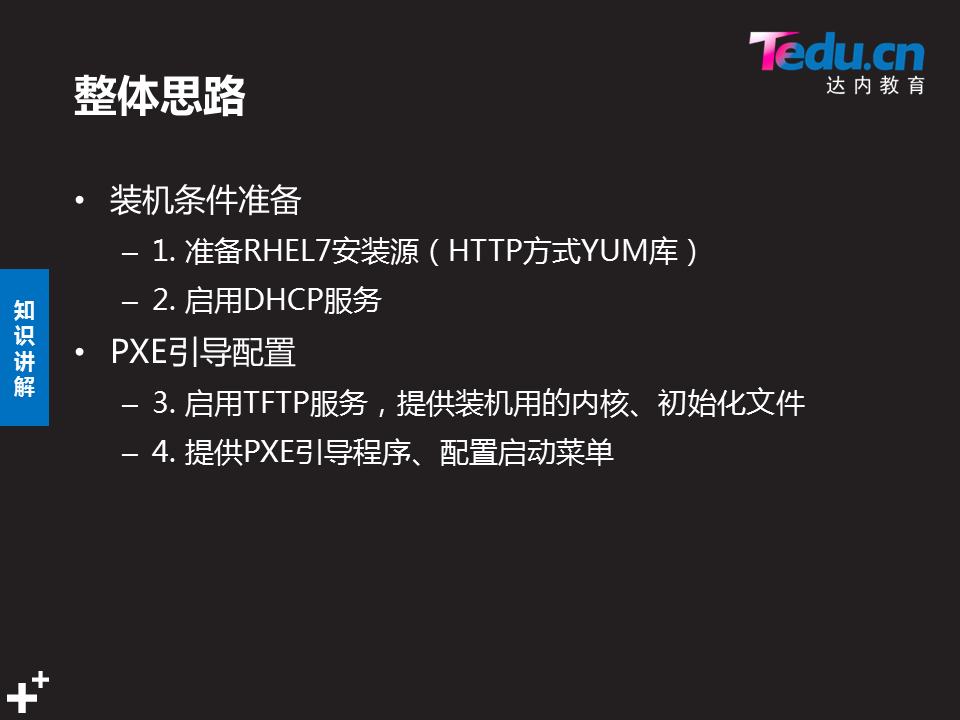 Tedu.cn
达内教育
整体思路
• 装机条件准备
– 1. 准备RHEL7安装源（HTTP方式YUM库）
– 2. 启用DHCP服务
• PXE引导配置
– 3. 启用TFTP服务，提供装机用的内核、初始化文件
– 4. 提供PXE引导程序、配置启动菜单
知识讲解